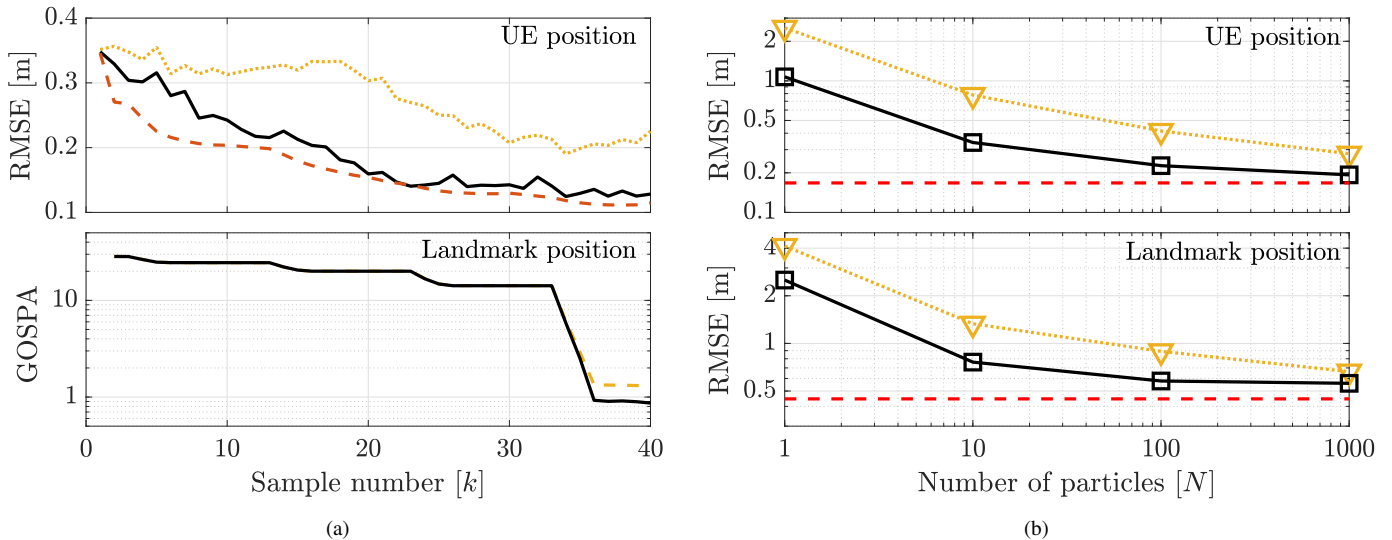 0.4
0.3
0.2
0.1
RMSE [m]
UE position
10
1
GOSPA
Landmark position
0
10
20
30
40
Sample number [k]
(a)
2
1
0.5
0.2
0.1
RMSE [m]
UE position
4
2
1
0.5
RMSE [m]
Landmark position
1
10
100
1000
Number of particles [N]
(b)